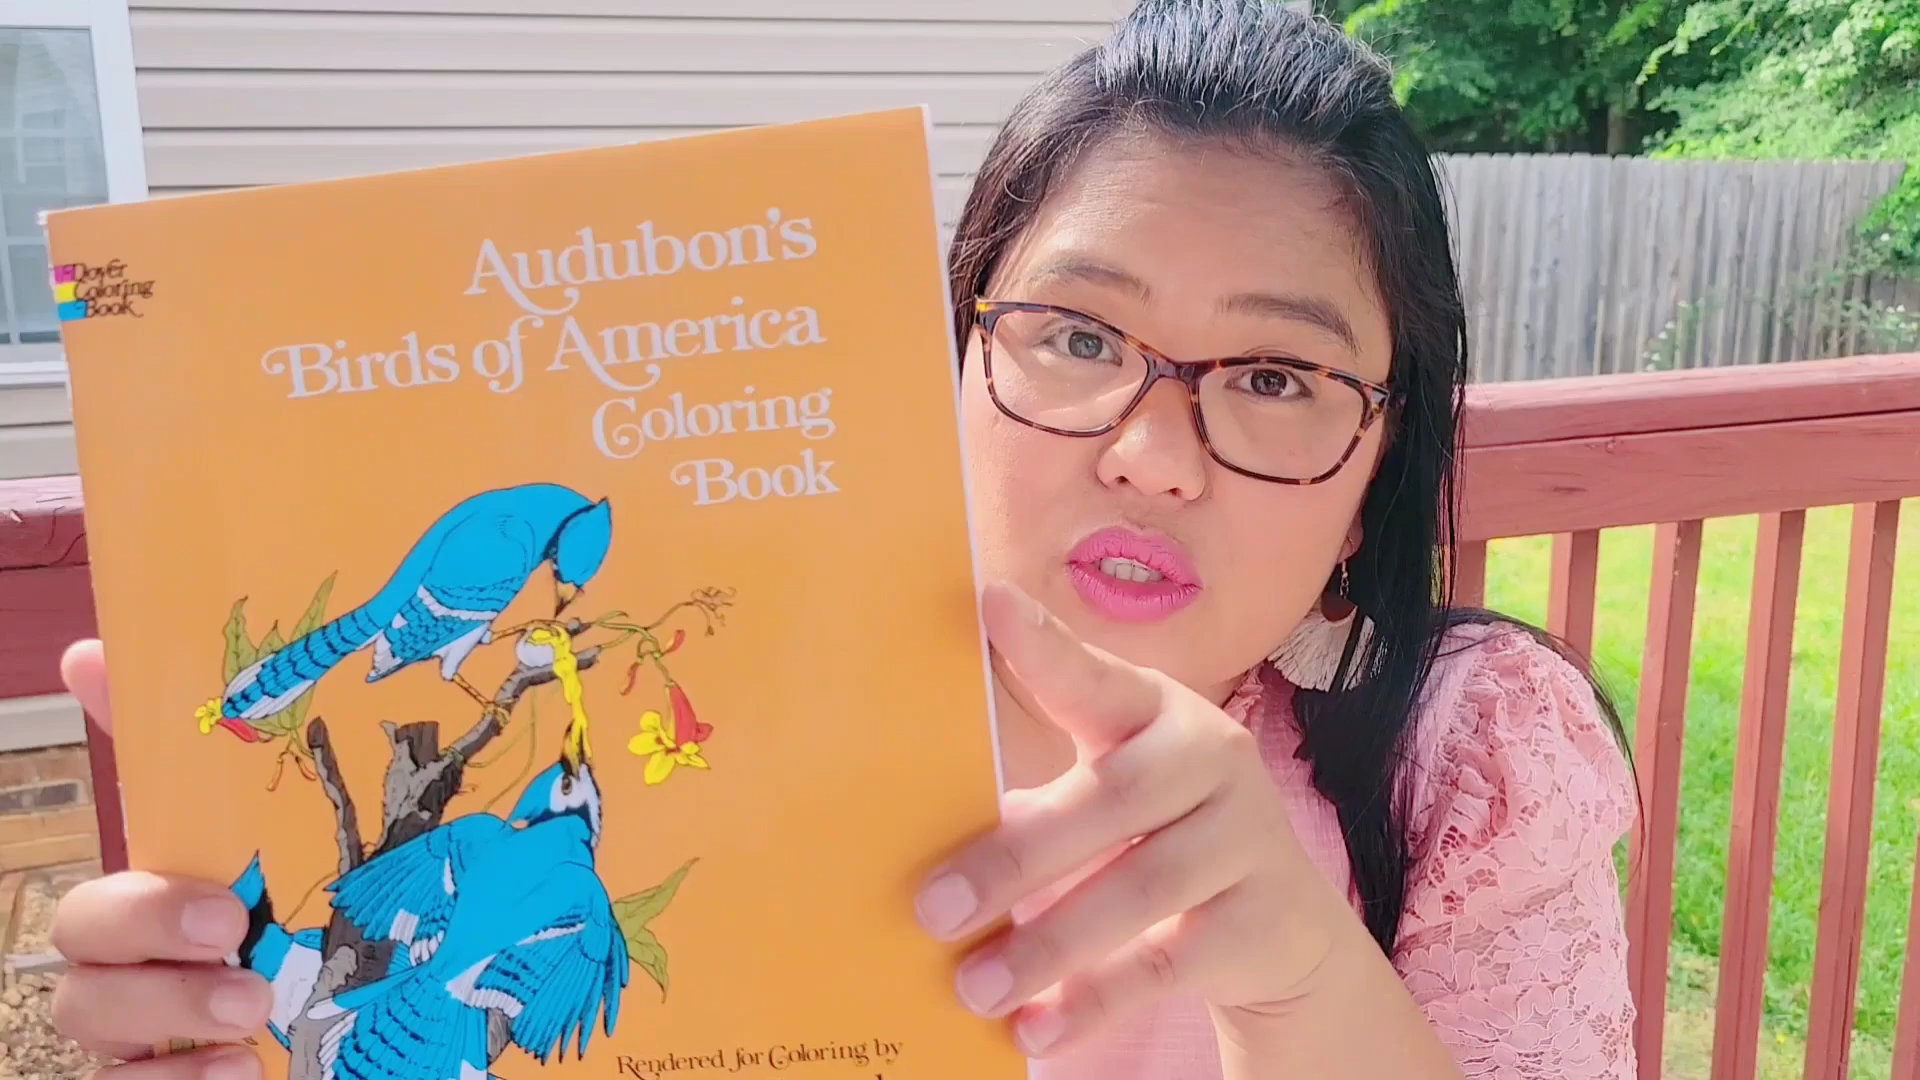 Dover
Coloring
Book
Audubon's
Birds of America
Coloring
Book
Rendered for Coloring by